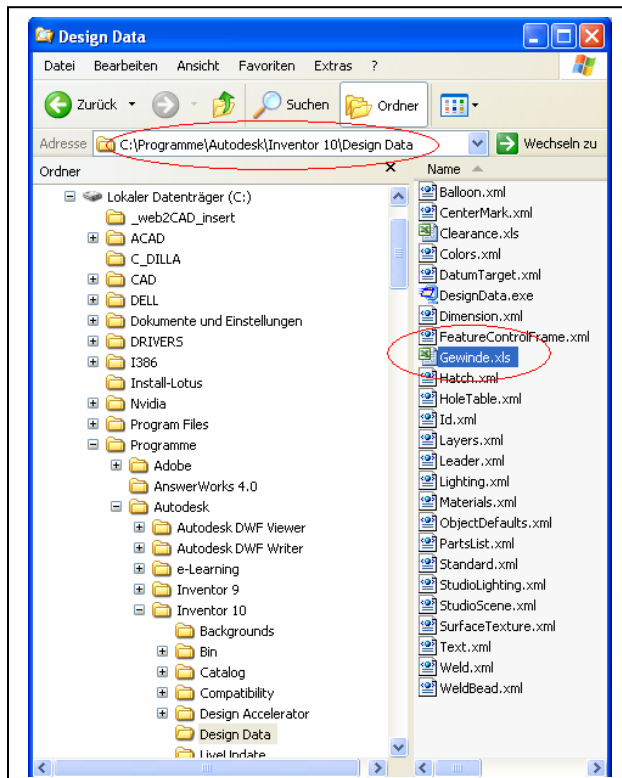 Design Data
Datei Bearbeiten Ansicht Favoriten Extras ?
Zurück Suchen Ordner
Adresse C:\Programme\Autodesk\Inventor 10\Design Data Wechseln zu
Ordner x
Lokaler Datenträger (C:)
_web2CAD_insert
ACAD
C_DILLA
CAD
DELL
Dokumente und Einstellungen
DRIVERS
I386
Install-Lotus
Nvidia
Program Files
Programme
Adobe
AnswerWorks 4.0
Autodesk
Autodesk DWF Viewer
Autodesk DWF Writer
e-Learning
Inventor 9
Inventor 10
Backgrounds
Bin
Catalog
Compatibility
Design Accelerator
Design Data
LiveUpdate
Name
Balloon.xml
CenterMark.xml
Clearance.xls
Colors.xml
DatumTarget.xml
DesignData.exe
Dimension.xml
FeatureControlFrame.xml
Gewinde.xls
Hatch.xml
HoleTable.xml
Id.xml
Layers.xml
Leader.xml
Lighting.xml
Materials.xml
ObjectDefaults.xml
PartsList.xml
Standard.xml
StudioLighting.xml
StudioScene.xml
SurfaceTexture.xml
Text.xml
Weld.xml
WeldBead.xml